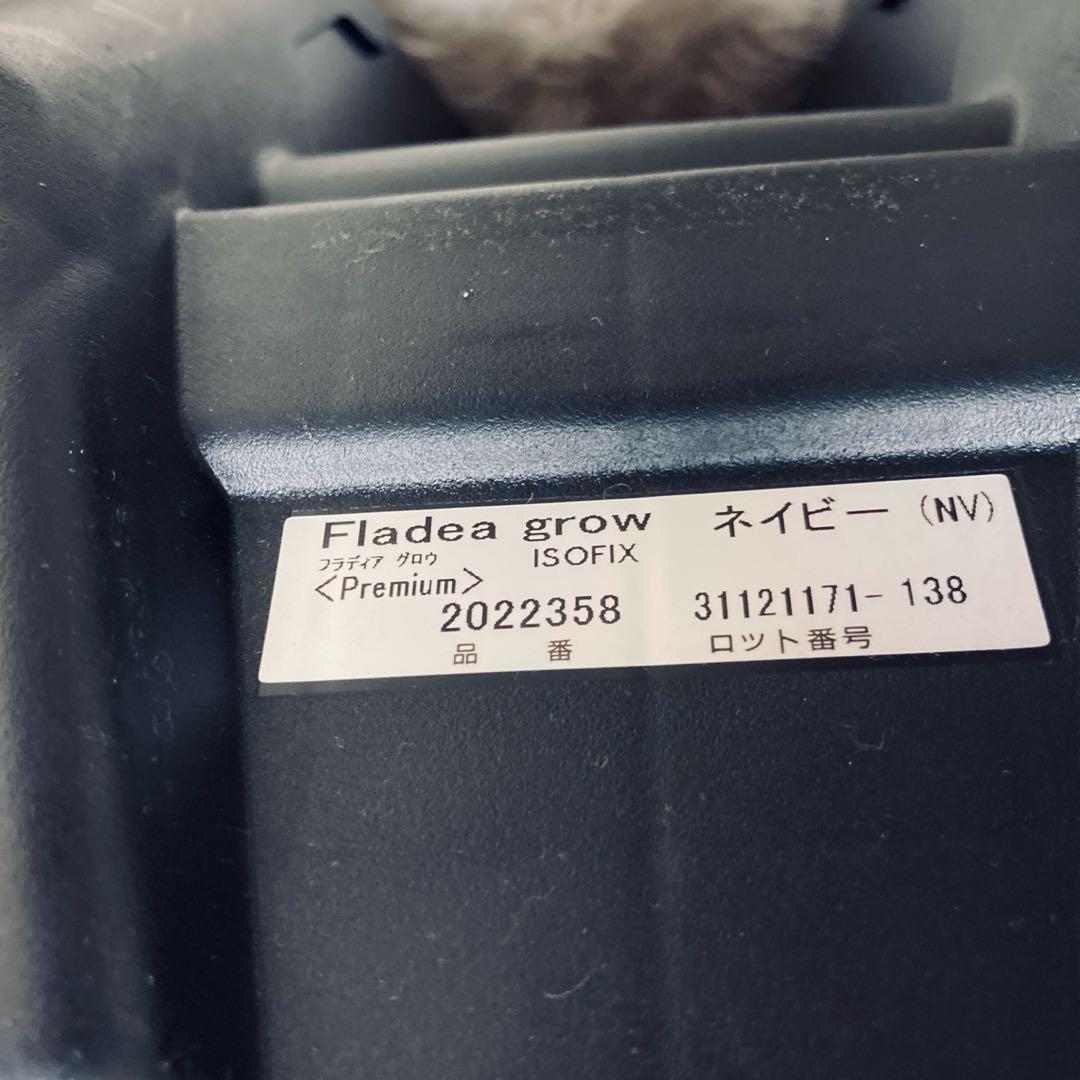 Fladea grow ネイビー (NV)
フラディア グロウ ISOFIX
<Premium>
2022358 31121171-138
品番 ロット番号